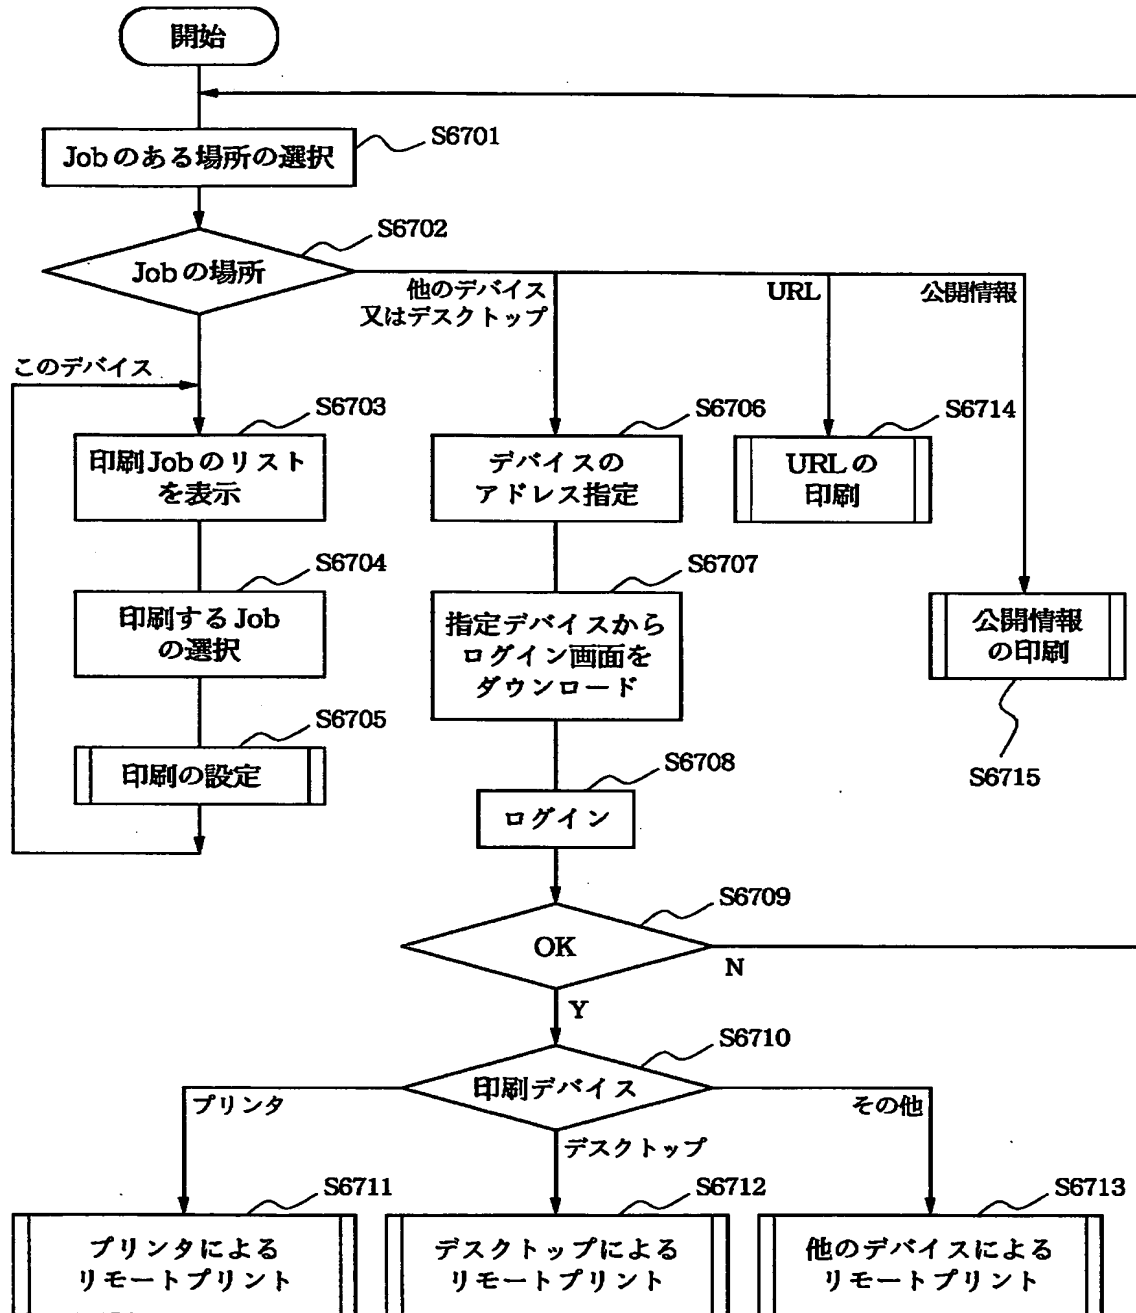 開始
S6701
Jobのある場所の選択
S6702
Jobの場所
他のデバイス
又はデスクトップ
URL
公開情報
このデバイス
S6703
印刷Jobのリスト
を表示
S6706
デバイスの
アドレス指定
S6714
URLの
印刷
S6704
印刷するJob
の選択
S6707
指定デバイスから
ログイン画面を
ダウンロード
公開情報
の印刷
S6715
S6705
印刷の設定
S6708
ログイン
S6709
OK
N
Y
S6710
印刷デバイス
プリンタ
デスクトップ
その他
S6711
プリンタによる
リモートプリント
S6712
デスクトップによる
リモートプリント
S6713
他のデバイスによる
リモートプリント